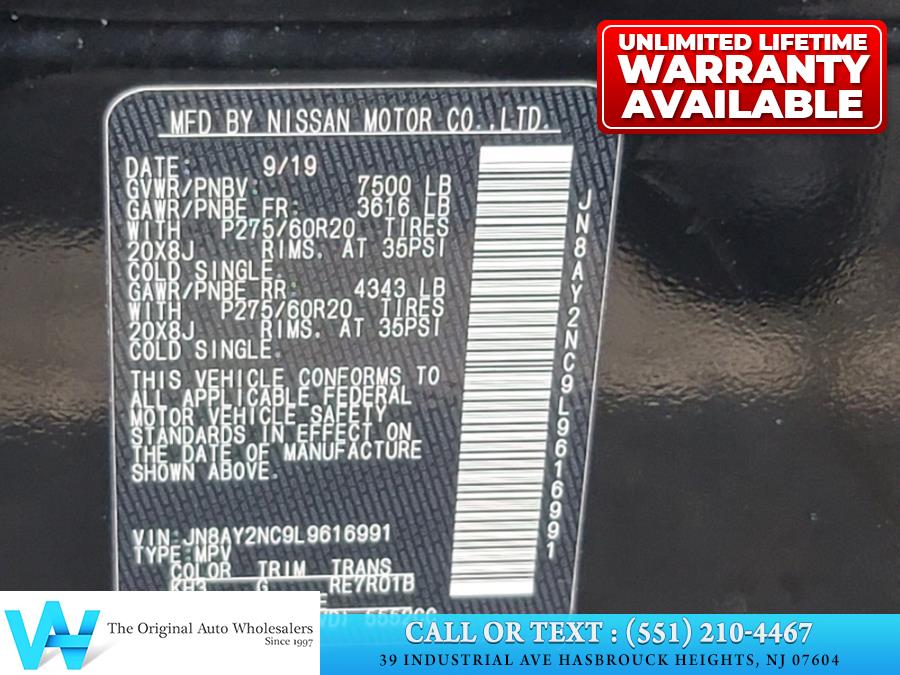 UNLIMITED LIFETIME
WARRANTY
AVAILABLE
MFD BY NISSAN MOTOR CO.,LTD.
DATE: 9/19
GVWR/PNBV: 7500 LB
GAWR/PNBE FR: 3616 LB
WITH P275/60R20 TIRES
20X8J RIMS. AT 35PSI
COLD SINGLE.
GAWR/PNBE RR: 4343 LB
WITH P275/60R20 TIRES
20X8J RIMS. AT 35PSI
COLD SINGLE.
THIS VEHICLE CONFORMS TO
ALL APPLICABLE FEDERAL
MOTOR VEHICLE SAFETY
STANDARDS IN EFFECT ON
THE DATE OF MANUFACTURE
SHOWN ABOVE.
VIN:JN8AY2NC9L9616991
TYPE:MPV
COLOR TRIM TRANS
KH3 G RE7R01B
JN8AY2NC9L9616991
The Original Auto Wholesalers
Since 1997
CALL OR TEXT : (551) 210-4467
39 INDUSTRIAL AVE HASBROUCK HEIGHTS, NJ 07604